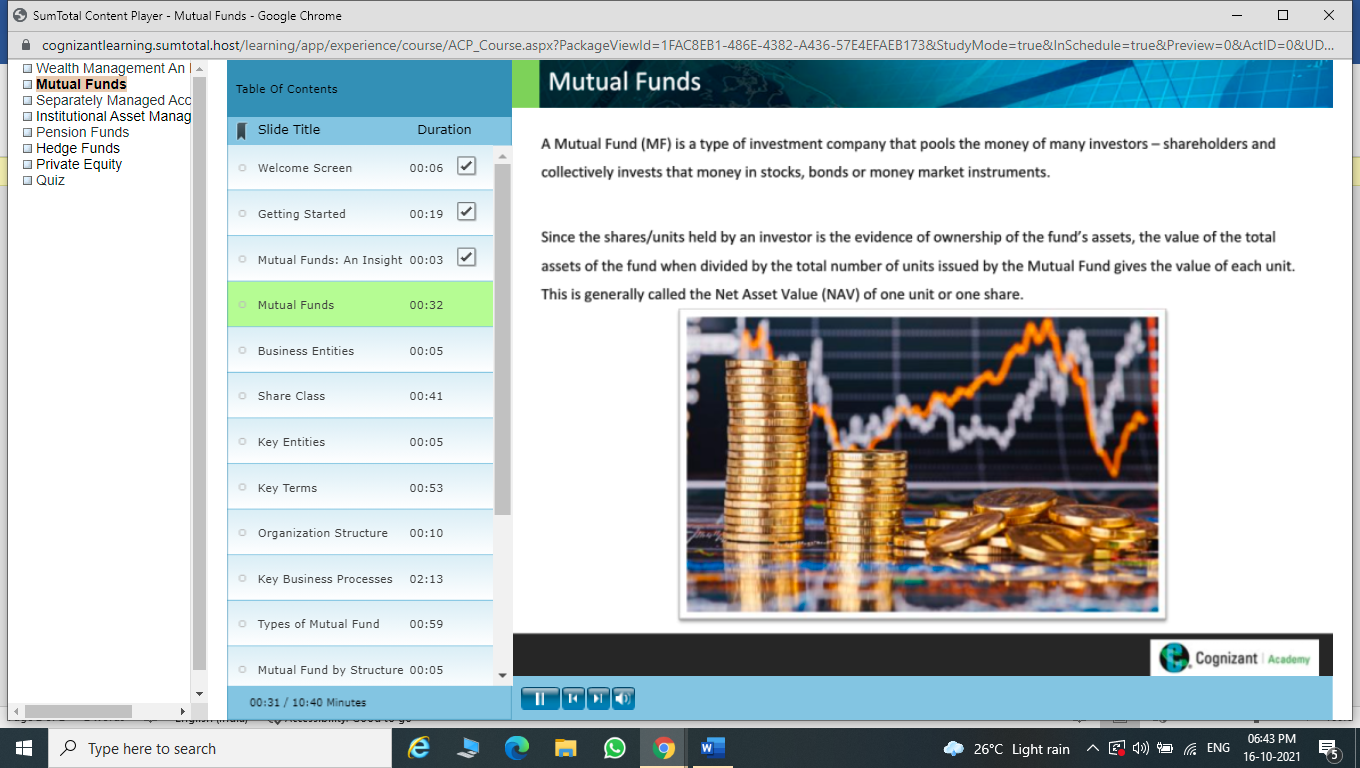 SumTotal Content Player - Mutual Funds - Google Chrome
cognizantlearning.sumtotal.host/learning/app/experience/course/ACP_Course.aspx?PackageViewId=1FAC8EB1-486E-4382-A436-57E4EFAEB173&StudyMode=true&InSchedule=true&Preview=0&ActID=0&UD...
Wealth Management An I
Mutual Funds
Separately Managed Acc
Institutional Asset Manag
Pension Funds
Hedge Funds
Private Equity
Quiz
Table Of Contents
Slide Title Duration
Welcome Screen 00:06
Getting Started 00:19
Mutual Funds: An Insight 00:03
Mutual Funds 00:32
Business Entities 00:05
Share Class 00:41
Key Entities 00:05
Key Terms 00:53
Organization Structure 00:10
Key Business Processes 02:13
Types of Mutual Fund 00:59
Mutual Fund by Structure 00:05
00:31 / 10:40 Minutes
Mutual Funds
A Mutual Fund (MF) is a type of investment company that pools the money of many investors – shareholders and
collectively invests that money in stocks, bonds or money market instruments.
Since the shares/units held by an investor is the evidence of ownership of the fund's assets, the value of the total
assets of the fund when divided by the total number of units issued by the Mutual Fund gives the value of each unit.
This is generally called the Net Asset Value (NAV) of one unit or one share.
Cognizant | Academy
Type here to search
26°C Light rain
ENG
06:43 PM
16-10-2021
5